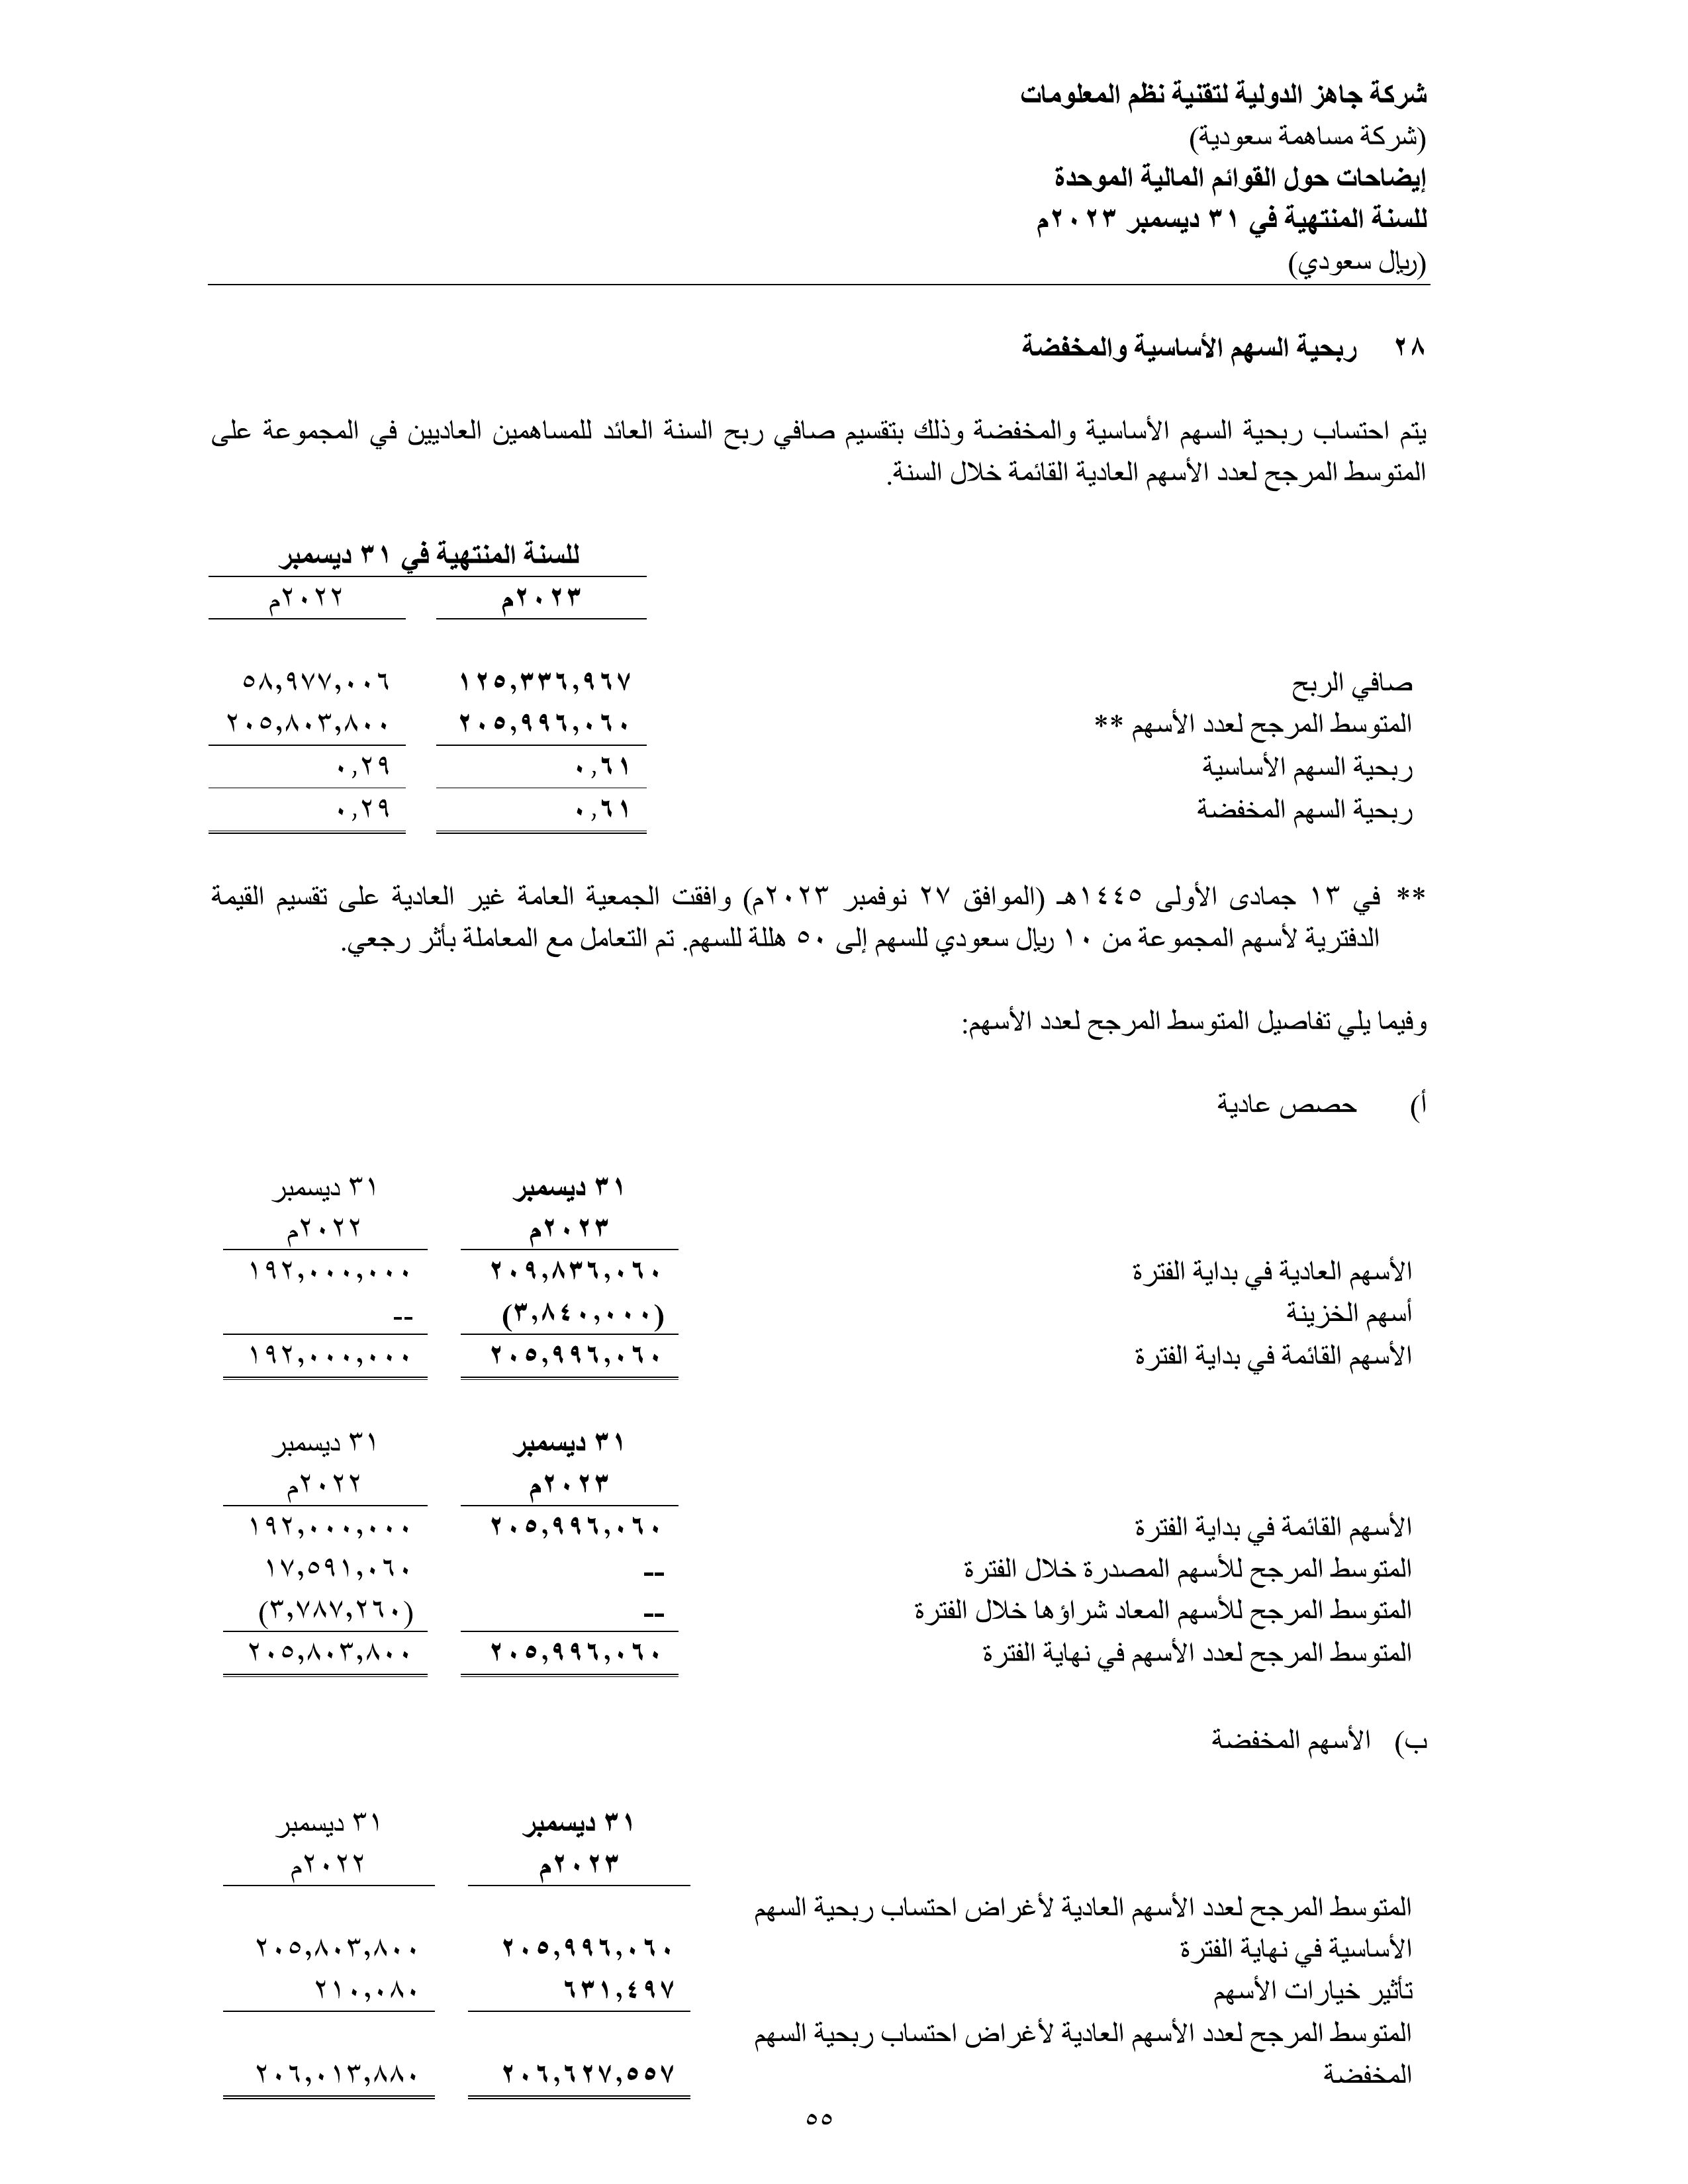 شركة جاهز الدولية لتقنية نظم المعلومات
(شركة مساهمة سعودية)
إيضاحات حول القوائم المالية الموحدة
للسنة المنتهية في ٣١ ديسمبر ٢٠٢٣م
(ريال سعودي)
٢٨ ربحية السهم الأساسية والمخفضة
يتم احتساب ربحية السهم الأساسية والمخفضة وذلك بتقسيم صافي ربح السنة العائد للمساهمين العاديين في المجموعة على
المتوسط المرجح لعدد الأسهم العادية القائمة خلال السنة.
للسنة المنتهية في ٣١ ديسمبر
٢٠٢٣م ٢٠٢٢م
صافي الربح ١٢٥,٣٣٦,٩٦٧ ٥٨,٩٧٧,٠٠٦
المتوسط المرجح لعدد الأسهم ** ٢٠٥,٩٩٦,٠٦٠ ٢٠٥,٨٠٣,٨٠٠
ربحية السهم الأساسية ٠,٦١ ٠,٢٩
ربحية السهم المخفضة ٠,٦١ ٠,٢٩
** في ١٣ جمادى الأولى ١٤٤٥هـ (الموافق ٢٧ نوفمبر ٢٠٢٣م) وافقت الجمعية العامة غير العادية على تقسيم القيمة
الدفترية لأسهم المجموعة من ١٠ ريال سعودي للسهم إلى ٥٠ هللة للسهم. تم التعامل مع المعاملة بأثر رجعي.
وفيما يلي تفاصيل المتوسط المرجح لعدد الأسهم:
أ) حصص عادية
٣١ ديسمبر ٣١ ديسمبر
٢٠٢٣م ٢٠٢٢م
الأسهم العادية في بداية الفترة ٢٠٩,٨٣٦,٠٦٠ ١٩٢,٠٠٠,٠٠٠
أسهم الخزينة (٣,٨٤٠,٠٠٠) --
الأسهم القائمة في بداية الفترة ٢٠٥,٩٩٦,٠٦٠ ١٩٢,٠٠٠,٠٠٠
٣١ ديسمبر ٣١ ديسمبر
٢٠٢٣م ٢٠٢٢م
الأسهم القائمة في بداية الفترة ٢٠٥,٩٩٦,٠٦٠ ١٩٢,٠٠٠,٠٠٠
المتوسط المرجح للأسهم المصدرة خلال الفترة -- ١٧,٥٩١,٠٦٠
المتوسط المرجح للأسهم المعاد شراؤها خلال الفترة -- (٣,٧٨٧,٢٦٠)
المتوسط المرجح لعدد الأسهم في نهاية الفترة ٢٠٥,٩٩٦,٠٦٠ ٢٠٥,٨٠٣,٨٠٠
ب) الأسهم المخفضة
٣١ ديسمبر ٣١ ديسمبر
٢٠٢٣م ٢٠٢٢م
المتوسط المرجح لعدد الأسهم العادية لأغراض احتساب ربحية السهم
الأساسية في نهاية الفترة ٢٠٥,٩٩٦,٠٦٠ ٢٠٥,٨٠٣,٨٠٠
تأثير خيارات الأسهم ٦٣١,٤٩٧ ٢١٠,٠٨٠
المتوسط المرجح لعدد الأسهم العادية لأغراض احتساب ربحية السهم
المخفضة ٢٠٦,٦٢٧,٥٥٧ ٢٠٦,٠١٣,٨٨٠
٥٥